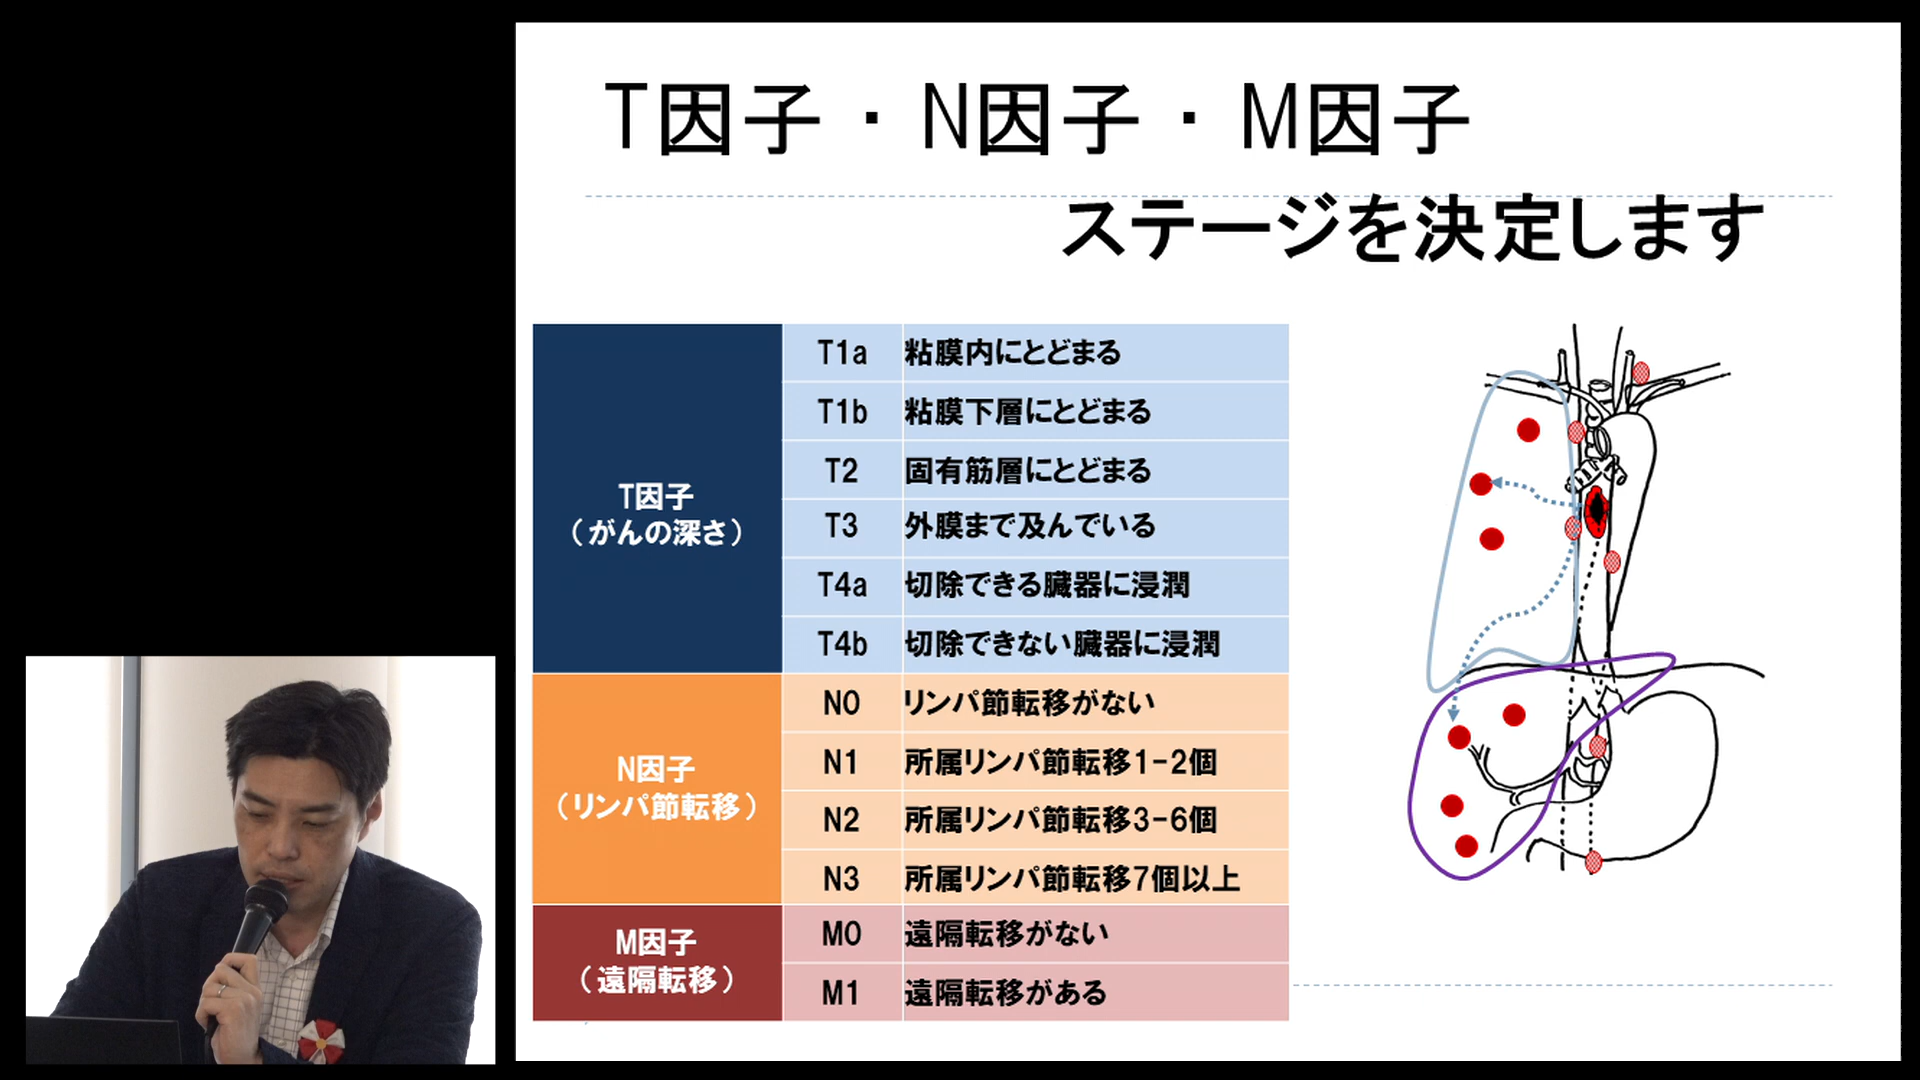 T因子・N因子・M因子
ステージを決定します
T因子
（がんの深さ）
T1a 粘膜内にとどまる
T1b 粘膜下層にとどまる
T2 固有筋層にとどまる
T3 外膜まで及んでいる
T4a 切除できる臓器に浸潤
T4b 切除できない臓器に浸潤
N因子
（リンパ節転移）
N0 リンパ節転移がない
N1 所属リンパ節転移1-2個
N2 所属リンパ節転移3-6個
N3 所属リンパ節転移7個以上
M因子
（遠隔転移）
M0 遠隔転移がない
M1 遠隔転移がある